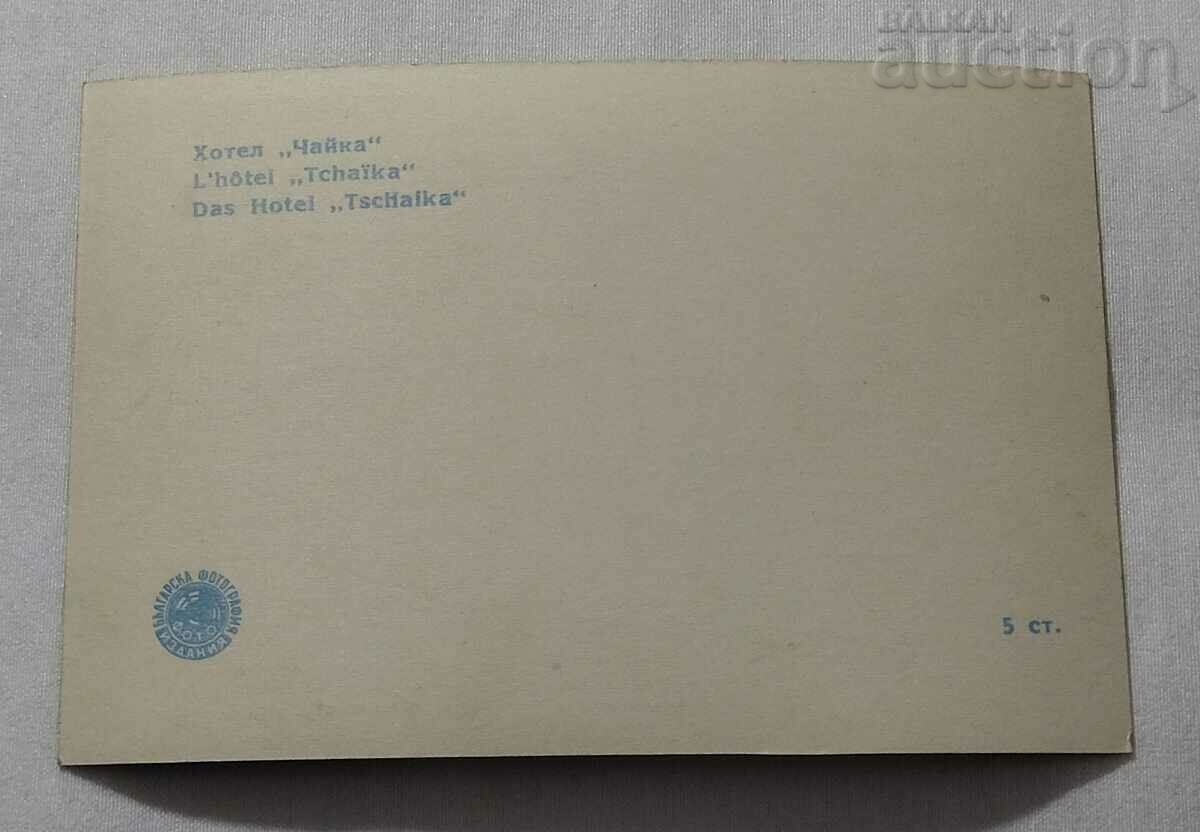 BALKAN
auction
Хотел „Чайка“
L'hôtel „Tchaïka“
Das Hotel „Tschaika“
БЪЛГАРСКА ФОТОГРАФИЯ
ФОТО
ИЗДАНИЯ
5 ст.